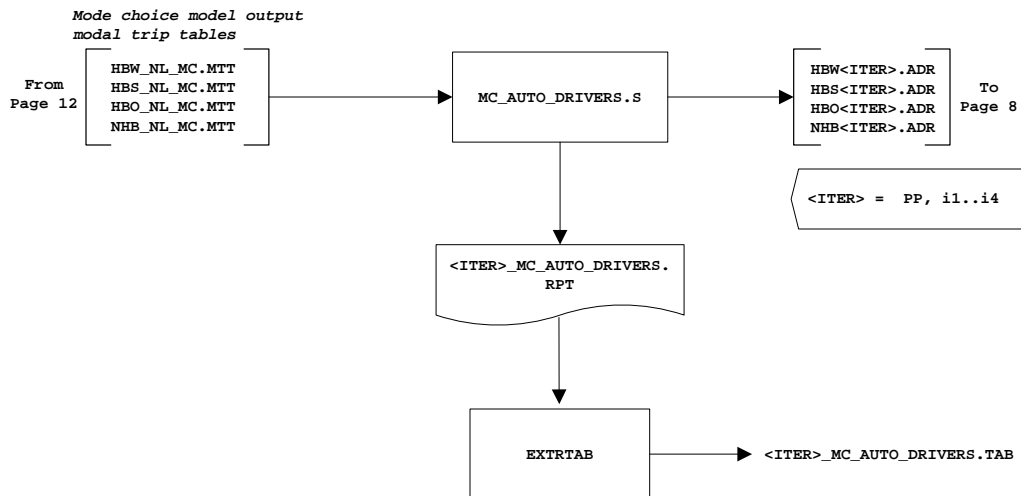 Mode choice model output
modal trip tables
From
Page 12
HBW_NL_MC.MTT
HBS_NL_MC.MTT
HBO_NL_MC.MTT
NHB_NL_MC.MTT
MC_AUTO_DRIVERS.S
HBW<ITER>.ADR
HBS<ITER>.ADR
HBO<ITER>.ADR
NHB<ITER>.ADR
To
Page 8
<ITER> = PP, i1..i4
<ITER>_MC_AUTO_DRIVERS.
RPT
EXTRTAB
<ITER>_MC_AUTO_DRIVERS.TAB